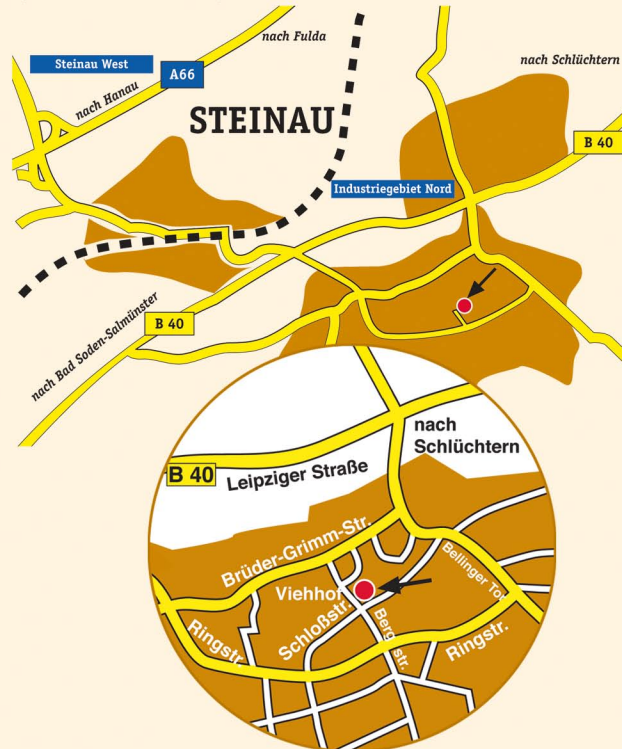 nach Fulda
Steinau West
A66
nach Hanau
nach Schlüchtern
STEINAU
B 40
Industriegebiet Nord
B 40
nach Bad Soden-Salmünster
nach
Schlüchtern
B 40
Leipziger Straße
Brüder-Grimm-Str.
Bellinger Tor
Viehhof
Schloßstr.
Bergstr.
Ringstr.
Ringstr.